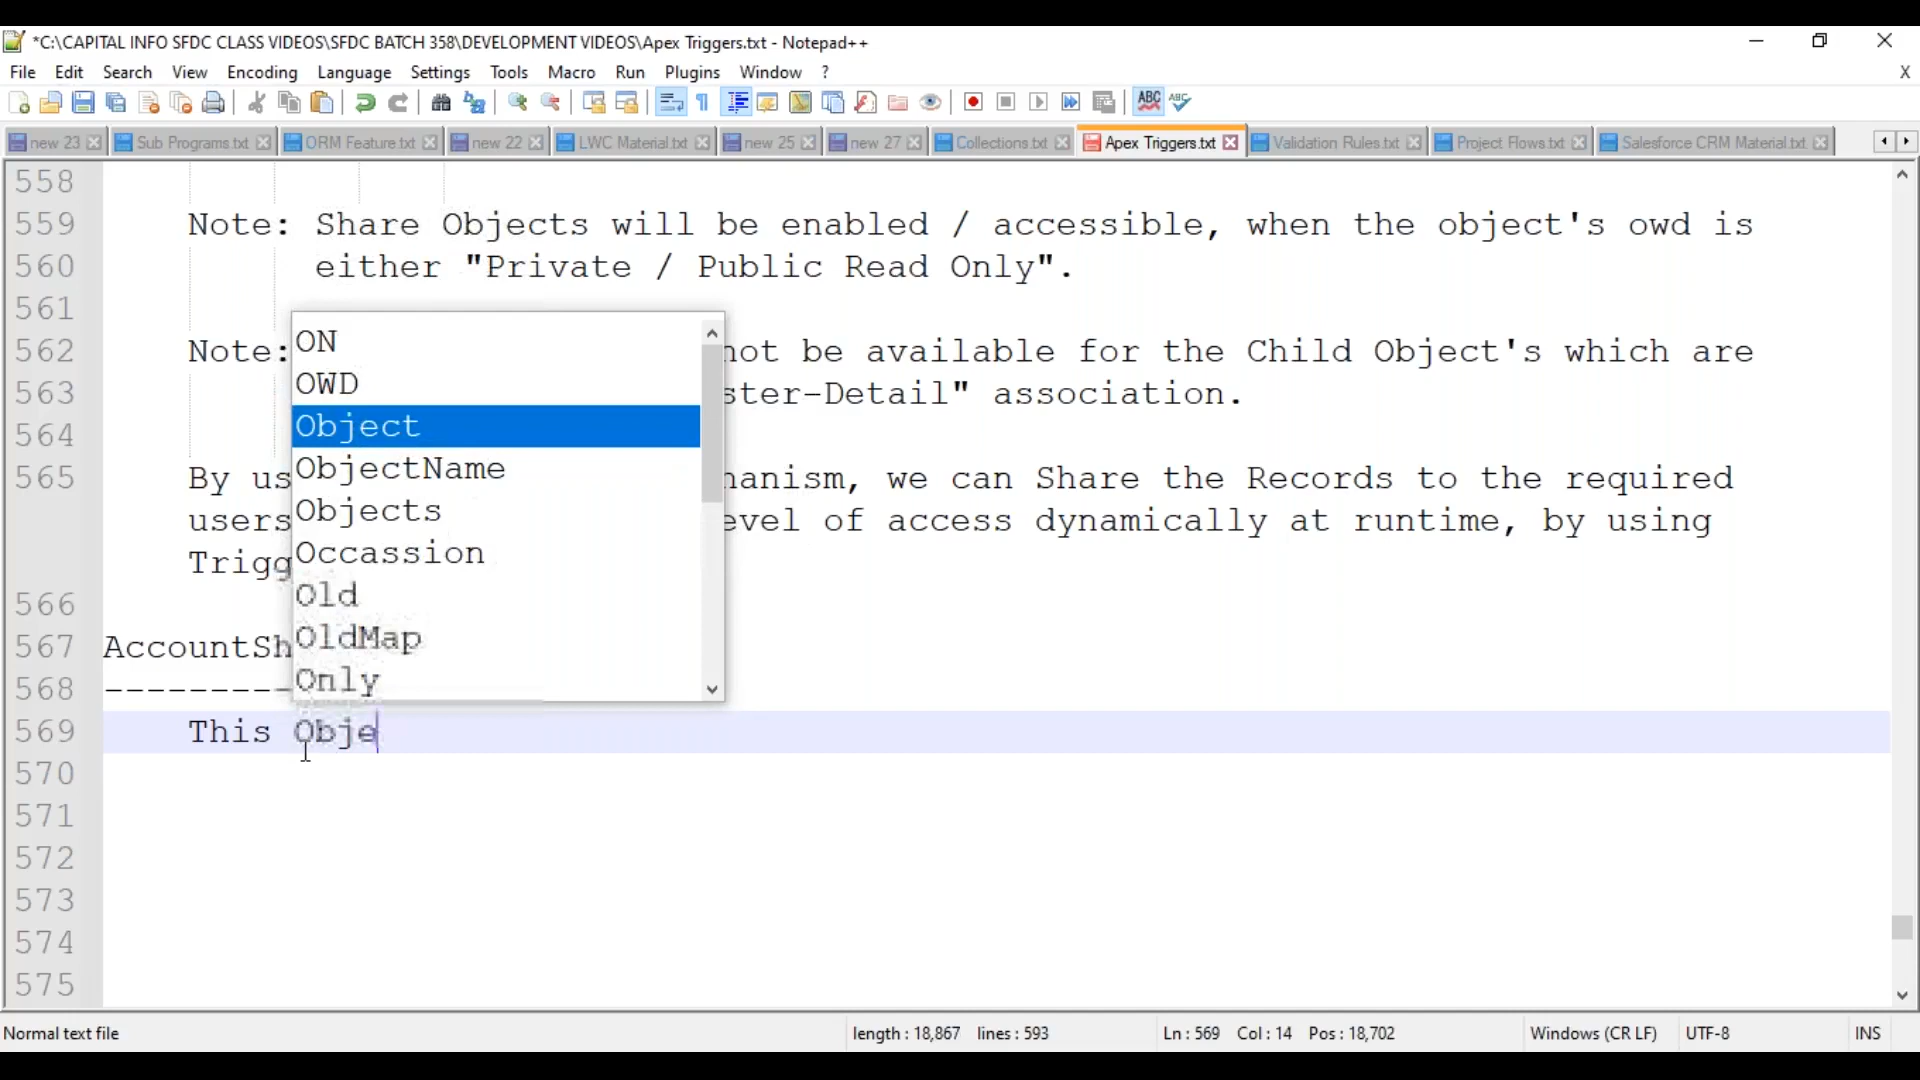 *C:\CAPITAL INFO SFDC CLASS VIDEOS\SFDC BATCH 358\DEVELOPMENT VIDEOS\Apex Triggers.txt - Notepad++
File Edit Search View Encoding Language Settings Tools Macro Run Plugins Window ? X
new 23 Sub Programs.txt ORM Feature.txt new 22 LWC Material.txt new 25 new 27 Collections.txt Apex Triggers.txt Validation Rules.txt Project Flows.txt Salesforce CRM Material.txt
558
559 Note: Share Objects will be enabled / accessible, when the object's owd is
560 either "Private / Public Read Only".
561
562 Note: not be available for the Child Object's which are
563 ster-Detail" association.
564
565 By us hanism, we can Share the Records to the required
users evel of access dynamically at runtime, by using
Trigg
566
567 AccountSh
568 ---------
569 This Obje
570
571
572
573
574
575
ON
OWD
Object
ObjectName
Objects
Occassion
Old
OldMap
Only
Normal text file length : 18,867 lines : 593 Ln : 569 Col : 14 Pos : 18,702 Windows (CR LF) UTF-8 INS